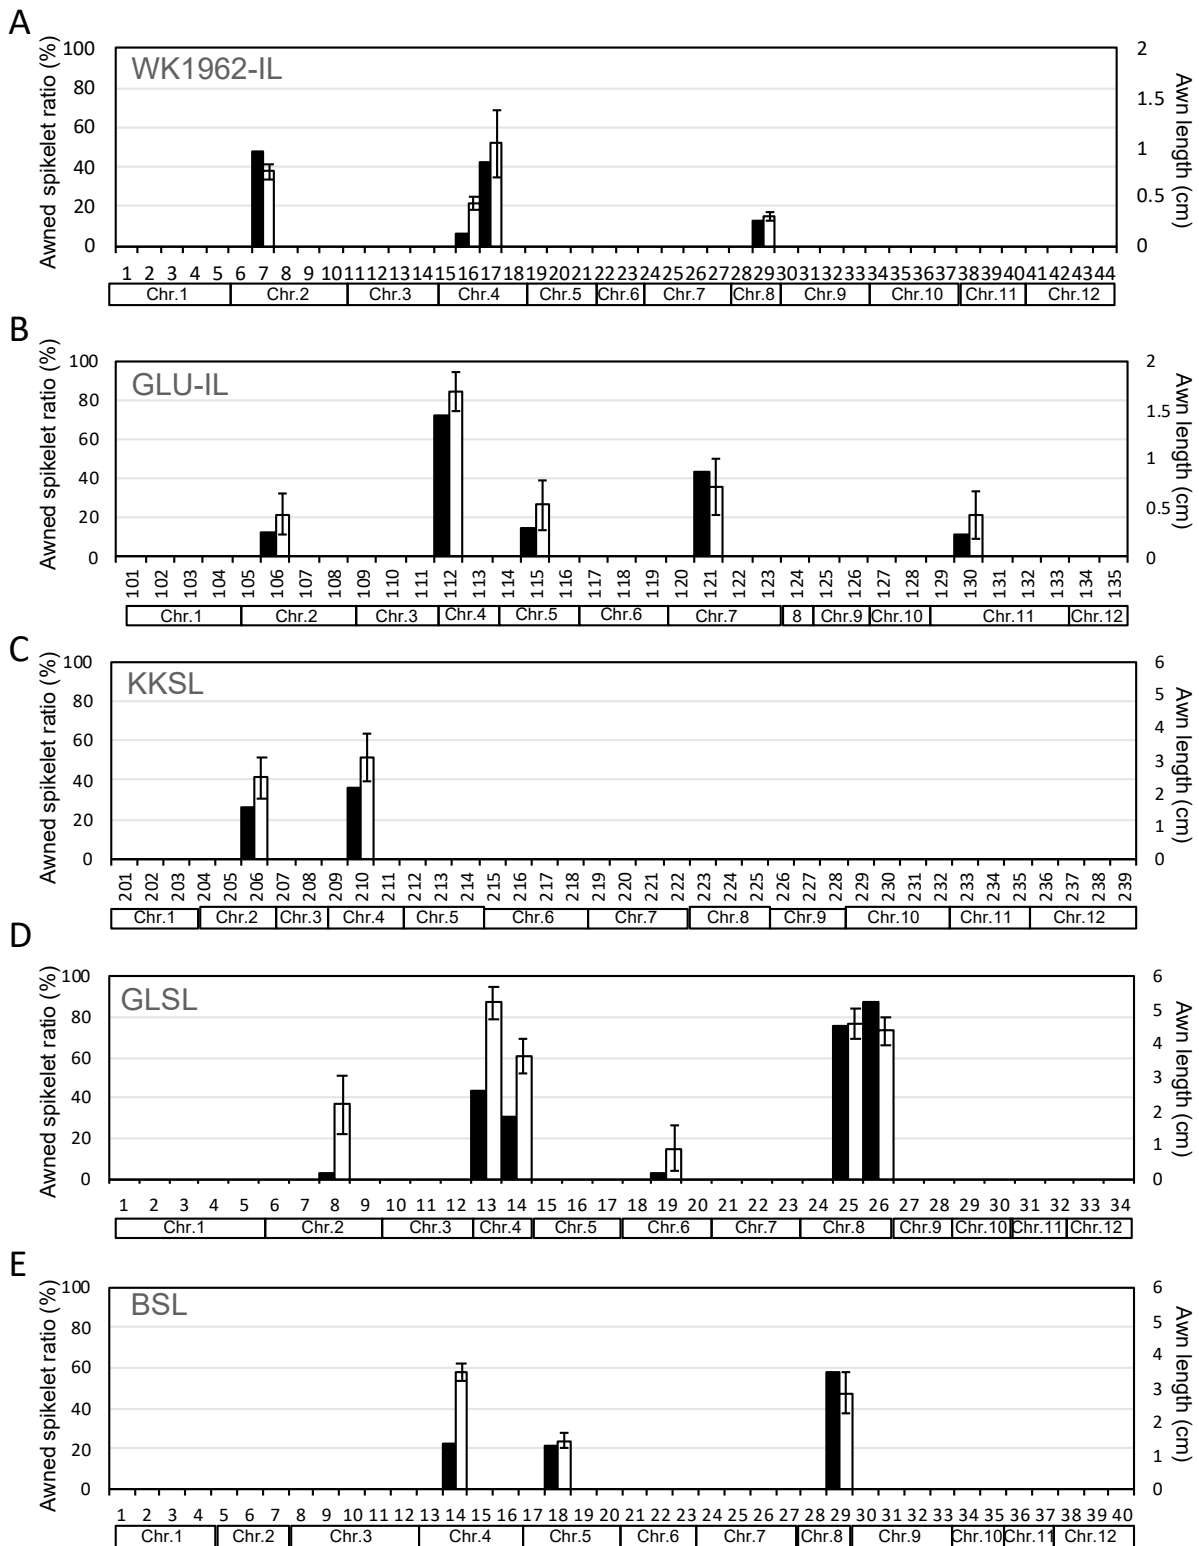 A
WK1962-IL
Awned spikelet ratio (%)
100
80
60
40
20
0
2
1.5
1
0.5
0
Awn length (cm)
1 2 3 4 5 6 7 8 9 10 11 12 13 14 15 16 17 18 19 20 21 22 23 24 25 26 27 28 29 30 31 32 33 34 35 36 37 38 39 40 41 42 43 44
Chr.1 Chr.2 Chr.3 Chr.4 Chr.5 Chr.6 Chr.7 Chr.8 Chr.9 Chr.10 Chr.11 Chr.12
B
GLU-IL
Awned spikelet ratio (%)
100
80
60
40
20
0
2
1.5
1
0.5
0
Awn length (cm)
101 102 103 104 105 106 107 108 109 110 111 112 113 114 115 116 117 118 119 120 121 122 123 124 125 126 127 128 129 130 131 132 133 134 135
Chr.1 Chr.2 Chr.3 Chr.4 Chr.5 Chr.6 Chr.7 8 Chr.9 Chr.10 Chr.11 Chr.12
C
KKSL
Awned spikelet ratio (%)
100
80
60
40
20
0
6
5
4
3
2
1
0
Awn length (cm)
201 202 203 204 205 206 207 208 209 210 211 212 213 214 215 216 217 218 219 220 221 222 223 224 225 226 227 228 229 230 231 232 233 234 235 236 237 238 239
Chr.1 Chr.2 Chr.3 Chr.4 Chr.5 Chr.6 Chr.7 Chr.8 Chr.9 Chr.10 Chr.11 Chr.12
D
GLSL
Awned spikelet ratio (%)
100
80
60
40
20
0
6
5
4
3
2
1
0
Awn length (cm)
1 2 3 4 5 6 7 8 9 10 11 12 13 14 15 16 17 18 19 20 21 22 23 24 25 26 27 28 29 30 31 32 33 34
Chr.1 Chr.2 Chr.3 Chr.4 Chr.5 Chr.6 Chr.7 Chr.8 Chr.9 Chr.10 Chr.11 Chr.12
E
BSL
Awned spikelet ratio (%)
100
80
60
40
20
0
6
5
4
3
2
1
0
Awn length (cm)
1 2 3 4 5 6 7 8 9 10 11 12 13 14 15 16 17 18 19 20 21 22 23 24 25 26 27 28 29 30 31 32 33 34 35 36 37 38 39 40
Chr.1 Chr.2 Chr.3 Chr.4 Chr.5 Chr.6 Chr.7 Chr.8 Chr.9 Chr.10 Chr.11 Chr.12